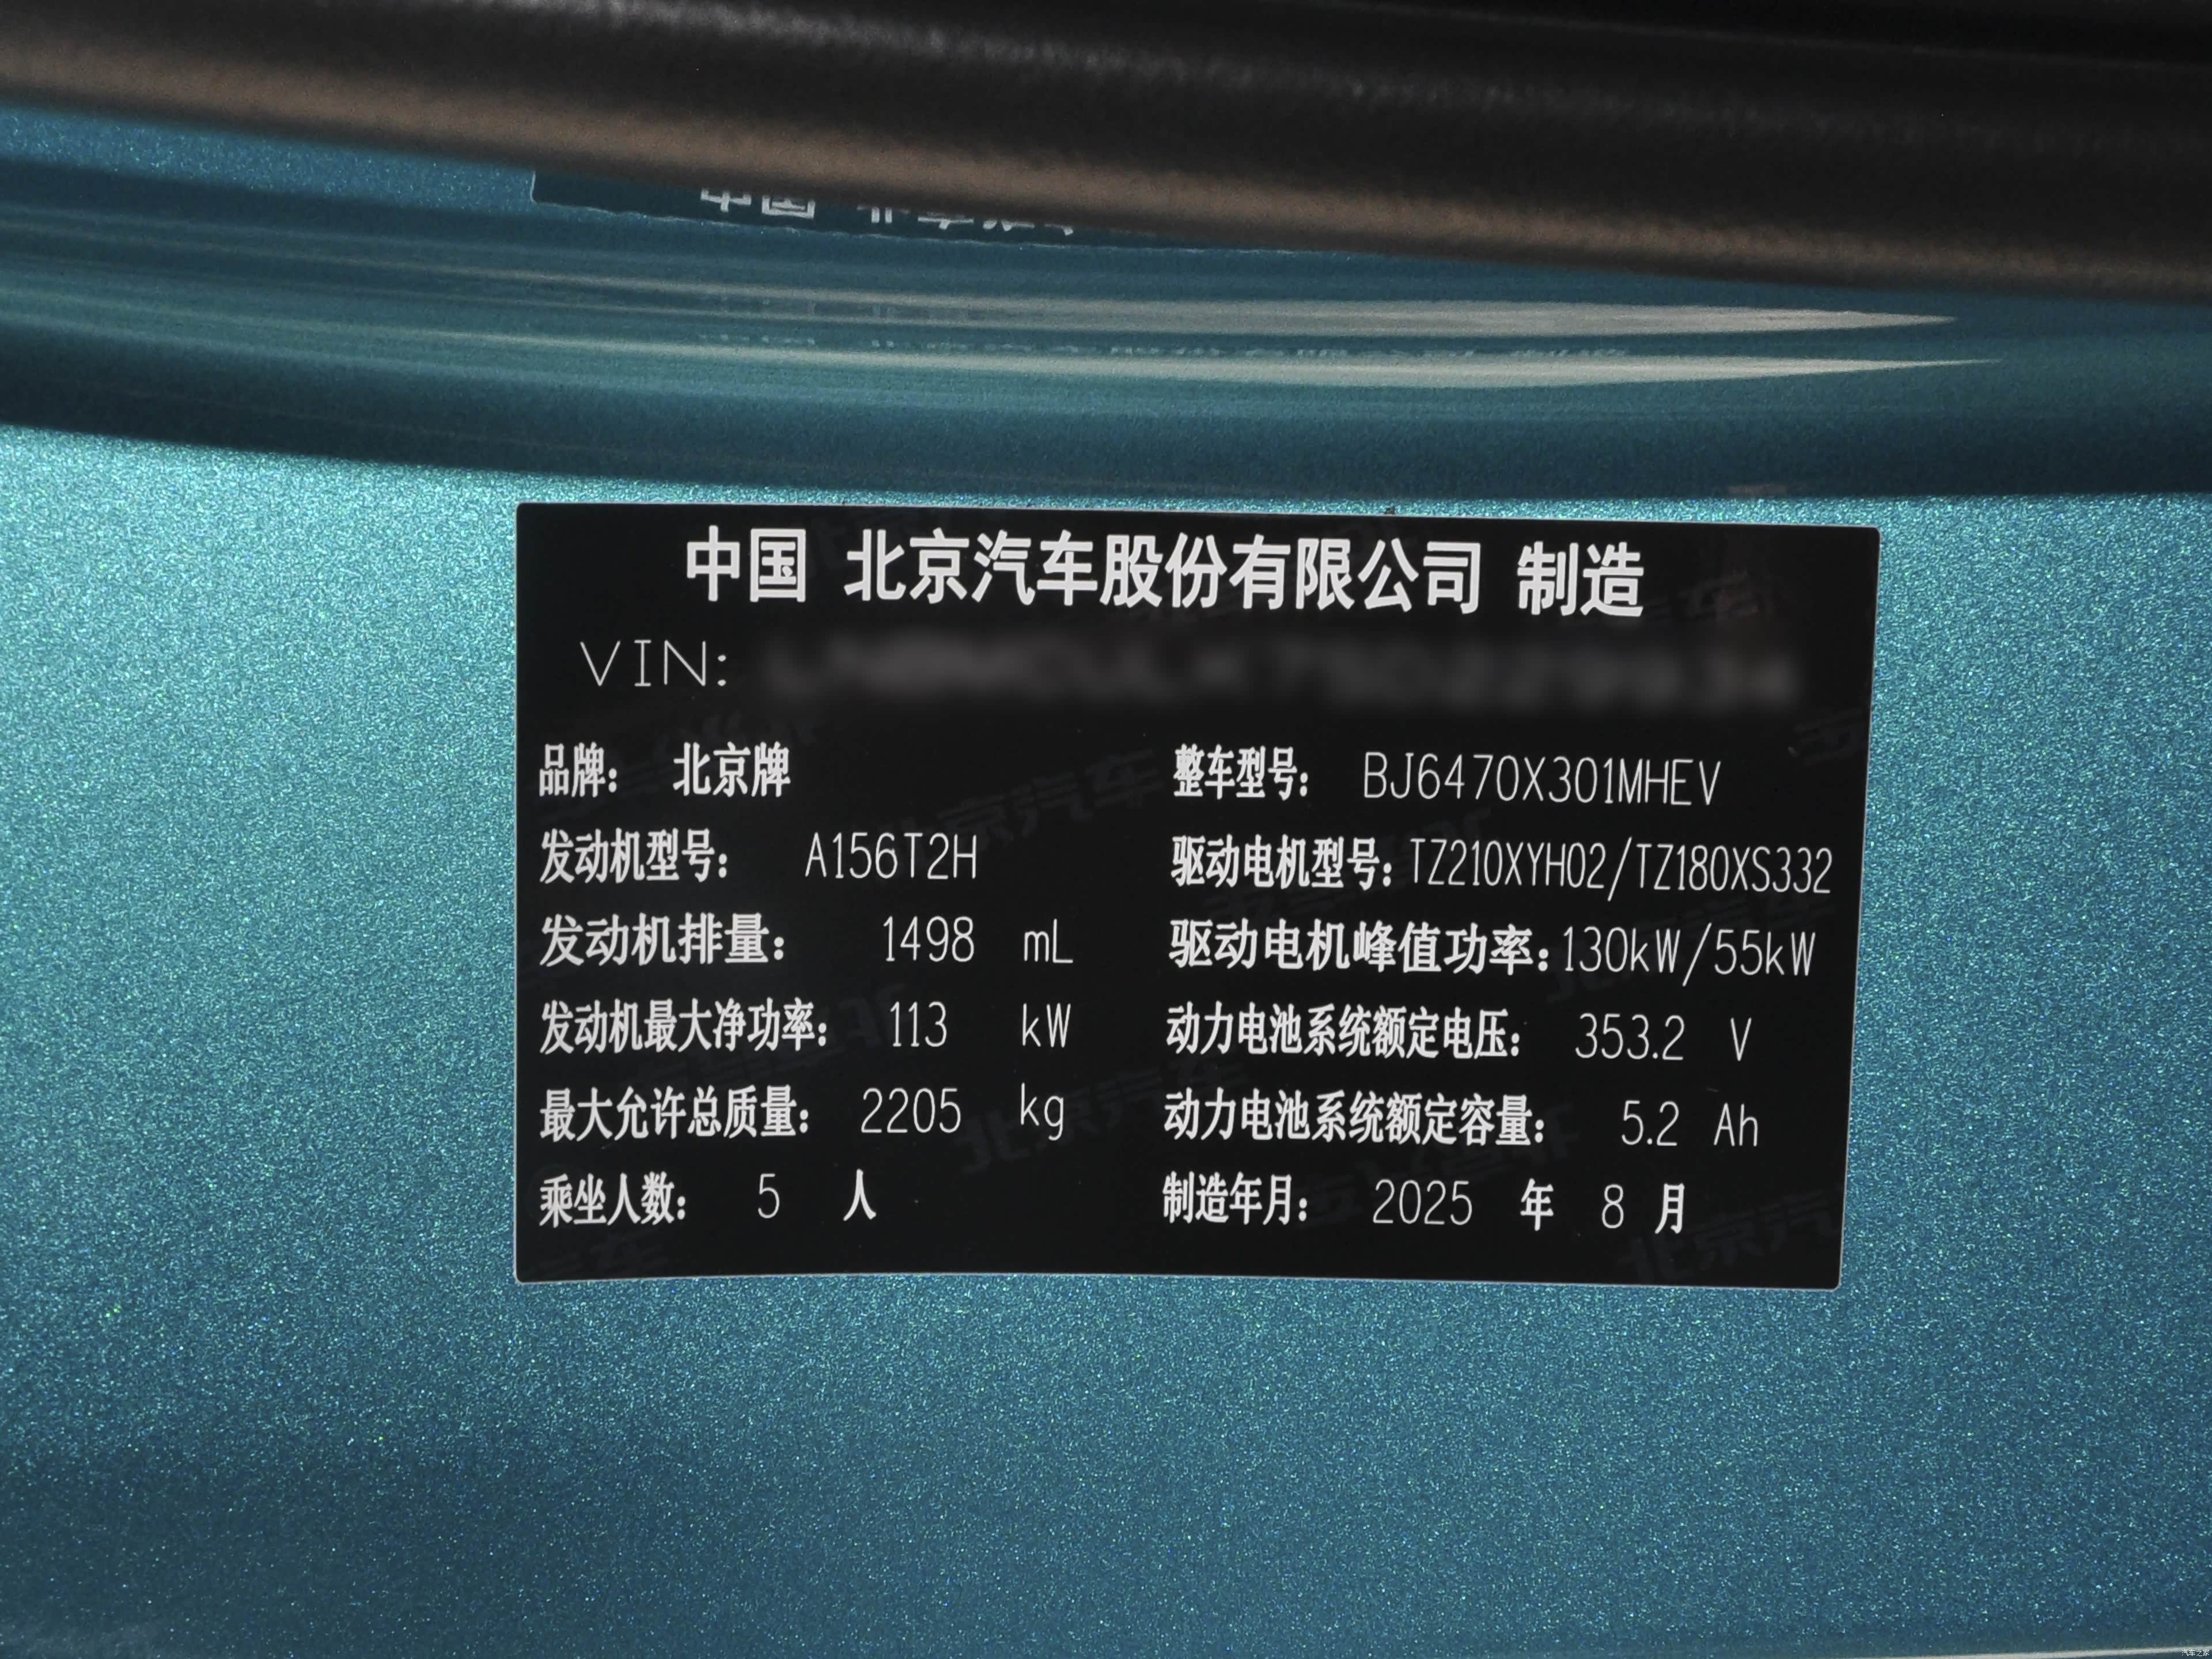 中国 北京汽车股份有限公司 制造
VIN:
品牌: 北京牌 整车型号: BJ6470X301MHEV
发动机型号: A156T2H 驱动电机型号: TZ210XYH02/TZ180XS332
发动机排量: 1498 mL 驱动电机峰值功率: 130kW/55kW
发动机最大净功率: 113 kW 动力电池系统额定电压: 353.2 V
最大允许总质量: 2205 kg 动力电池系统额定容量: 5.2 Ah
乘坐人数: 5 人 制造年月: 2025 年 8 月
汽车之家